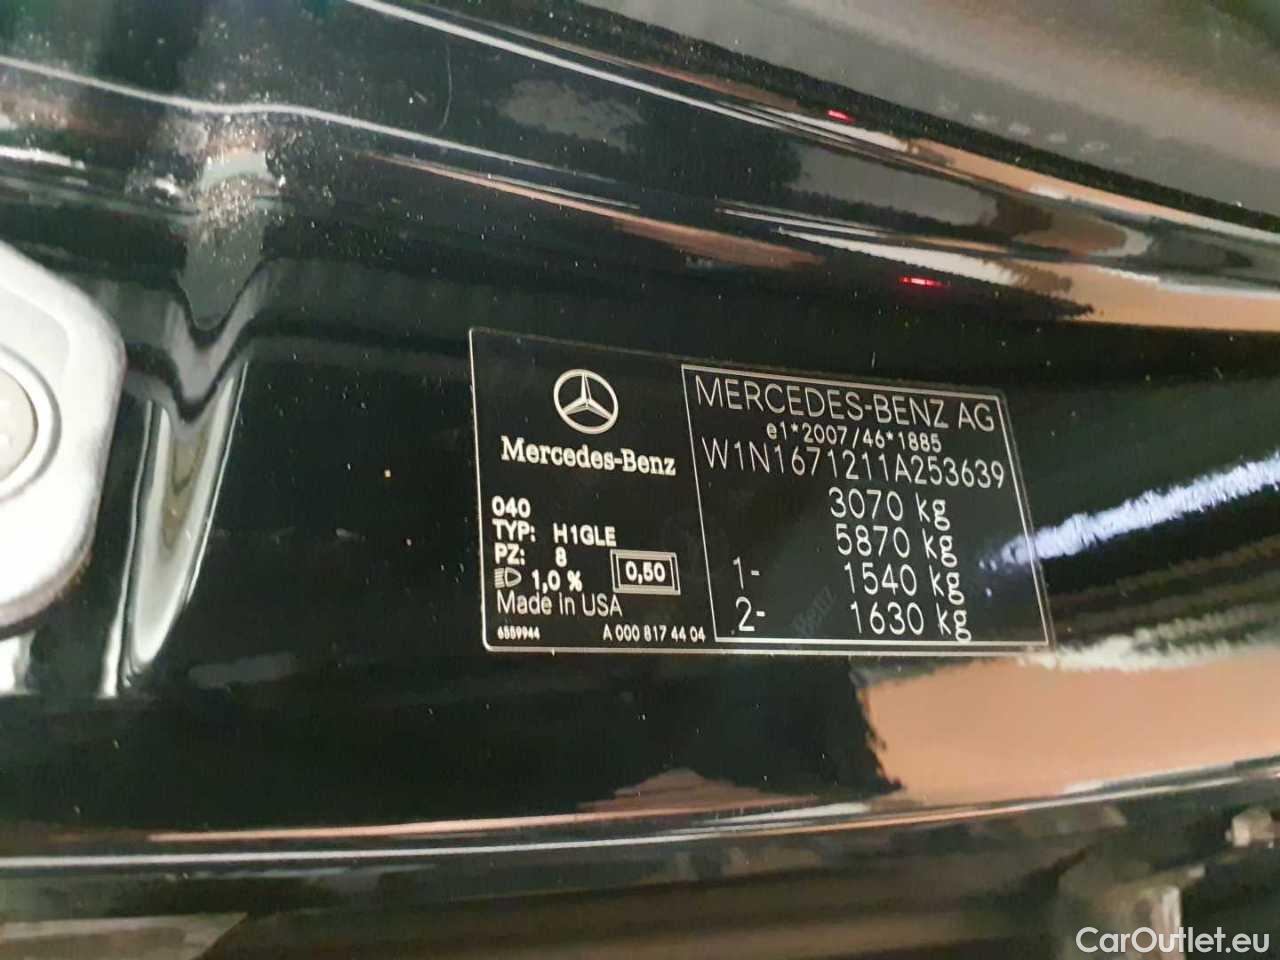 Mercedes-Benz
040
TYP: H1GLE
PZ: 8
1,0 % 0,50
Made in USA
6559944 A 000 817 44 04
MERCEDES-BENZ AG
e1*2007/46*1885
W1N1671211A253639
3070 kg
5870 kg
1- 1540 kg
2- 1630 kg
Benz
CarOutlet.eu